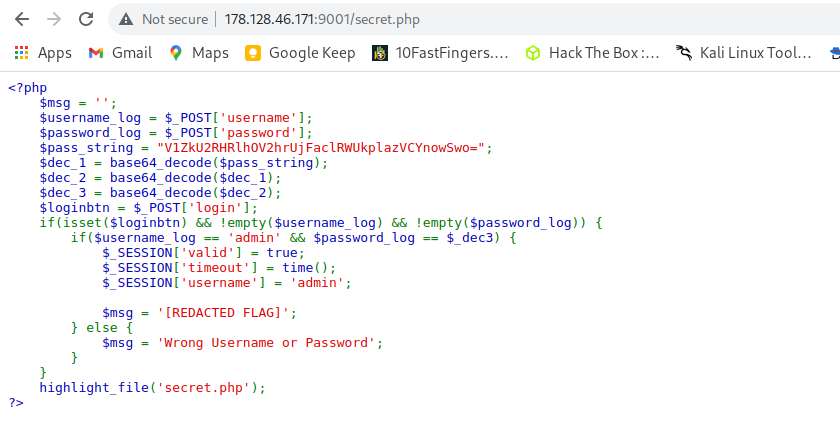 Not secure | 178.128.46.171:9001/secret.php
Apps Gmail Maps Google Keep 10FastFingers.... Hack The Box :... Kali Linux Tool...
<?php
    $msg = '';
    $username_log = $_POST['username'];
    $password_log = $_POST['password'];
    $pass_string = "V1ZkU2RHRlhOV2hrUjFaclRWUkplazVCYnowSwo=";
    $dec_1 = base64_decode($pass_string);
    $dec_2 = base64_decode($dec_1);
    $dec_3 = base64_decode($dec_2);
    $loginbtn = $_POST['login'];
    if(isset($loginbtn) && !empty($username_log) && !empty($password_log)) {
        if($username_log == 'admin' && $password_log == $_dec3) {
            $_SESSION['valid'] = true;
            $_SESSION['timeout'] = time();
            $_SESSION['username'] = 'admin';

            $msg = '[REDACTED FLAG]';
        } else {
            $msg = 'Wrong Username or Password';
        }
    }
    highlight_file('secret.php');
?>